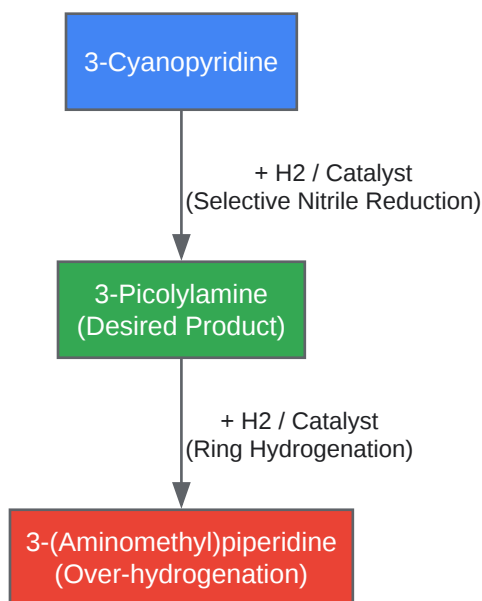 3-Cyanopyridine
+ H2 / Catalyst
(Selective Nitrile Reduction)
3-Picolylamine
(Desired Product)
+ H2 / Catalyst
(Ring Hydrogenation)
3-(Aminomethyl)piperidine
(Over-hydrogenation)